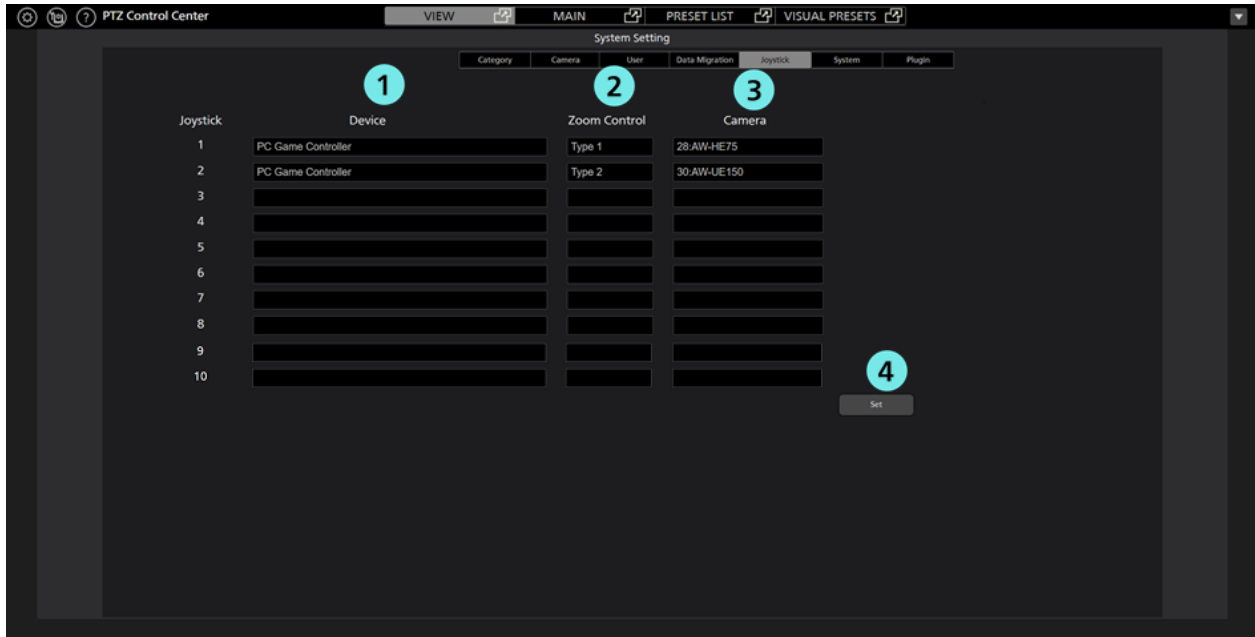 PTZ Control Center VIEW MAIN PRESET LIST VISUAL PRESETS
System Setting
Category Camera User Data Migration Joystick System Plugin
1 2 3
Joystick Device Zoom Control Camera
1 PC Game Controller Type 1 28:AW-HE75
2 PC Game Controller Type 2 30:AW-UE150
3
4
5
6
7
8
9
10
4
Set